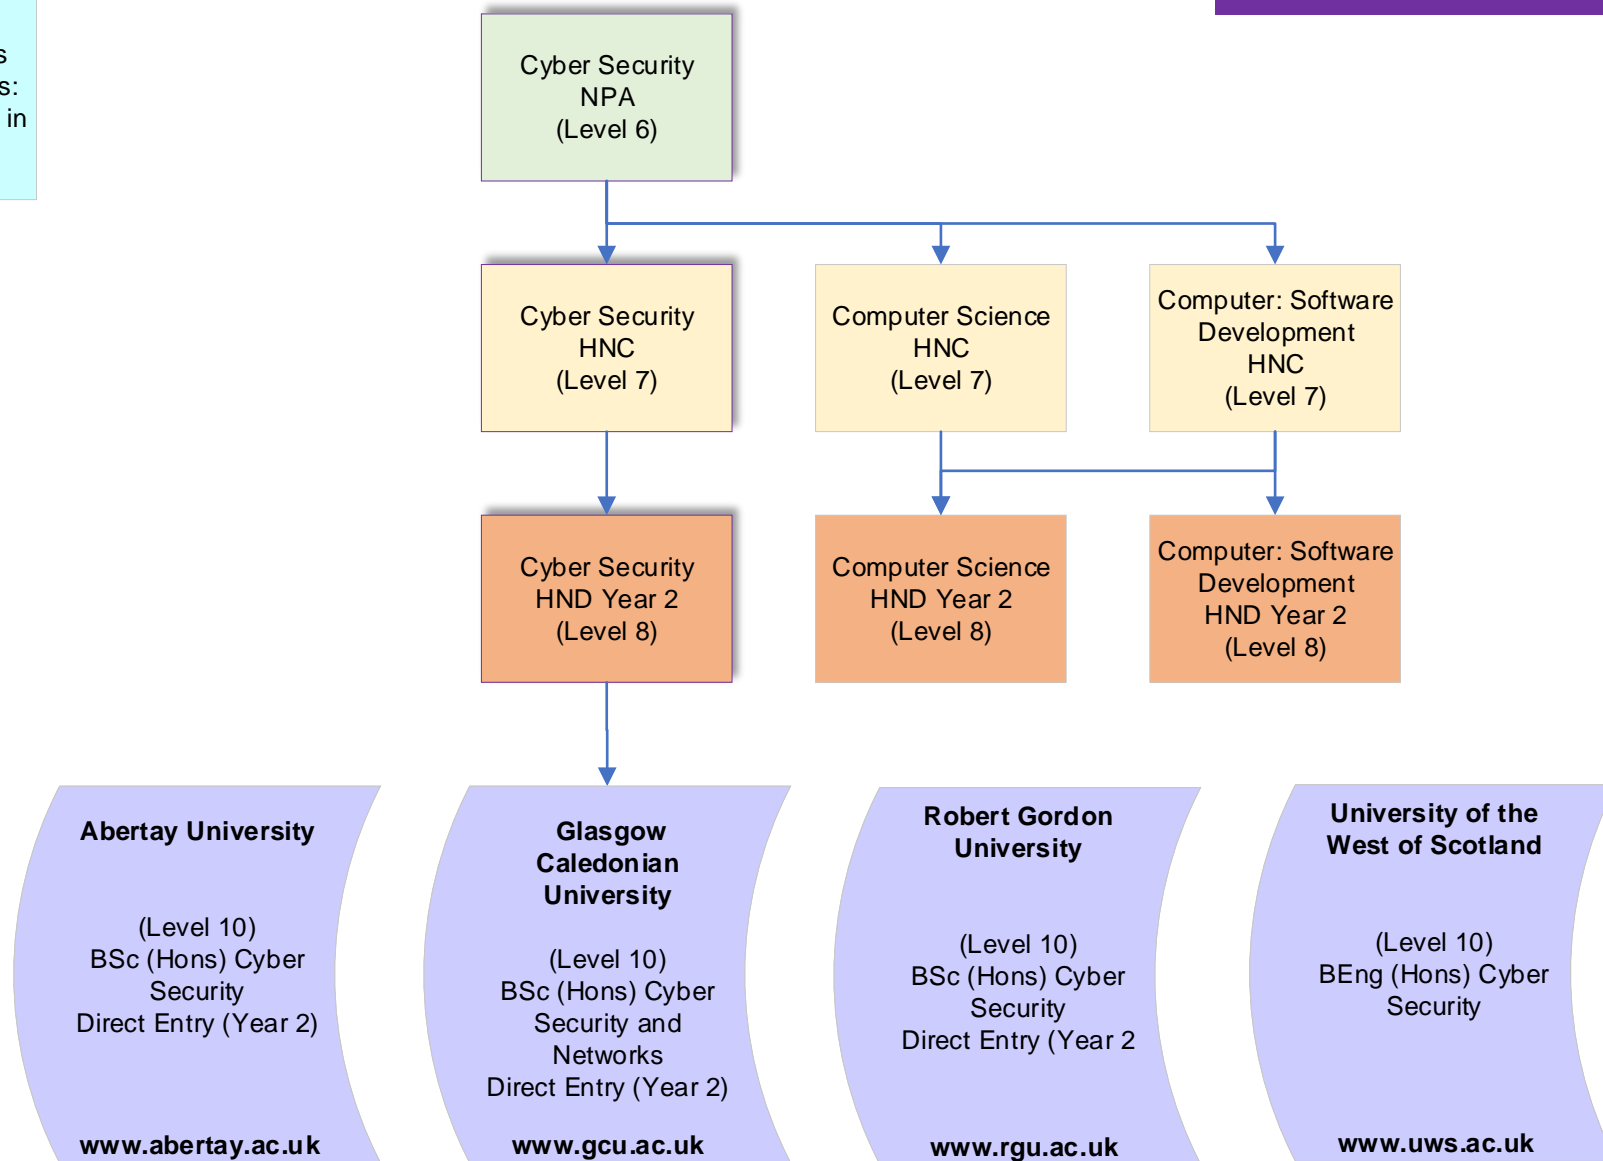 s
s:
in
Cyber Security
NPA
(Level 6)
Cyber Security
HNC
(Level 7)
Computer Science
HNC
(Level 7)
Computer: Software
Development
HNC
(Level 7)
Cyber Security
HND Year 2
(Level 8)
Computer Science
HND Year 2
(Level 8)
Computer: Software
Development
HND Year 2
(Level 8)
Abertay University
(Level 10)
BSc (Hons) Cyber
Security
Direct Entry (Year 2)
www.abertay.ac.uk
Glasgow
Caledonian
University
(Level 10)
BSc (Hons) Cyber
Security and
Networks
Direct Entry (Year 2)
www.gcu.ac.uk
Robert Gordon
University
(Level 10)
BSc (Hons) Cyber
Security
Direct Entry (Year 2
www.rgu.ac.uk
University of the
West of Scotland
(Level 10)
BEng (Hons) Cyber
Security
www.uws.ac.uk